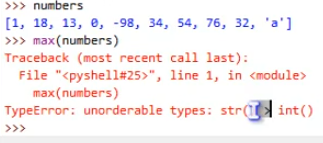 >>> numbers
[1, 18, 13, 0, -98, 34, 54, 76, 32, 'a']
>>> max(numbers)
Traceback (most recent call last):
File "<pyshell#25>", line 1, in <module>
max(numbers)
TypeError: unorderable types: str() > int()
>>>